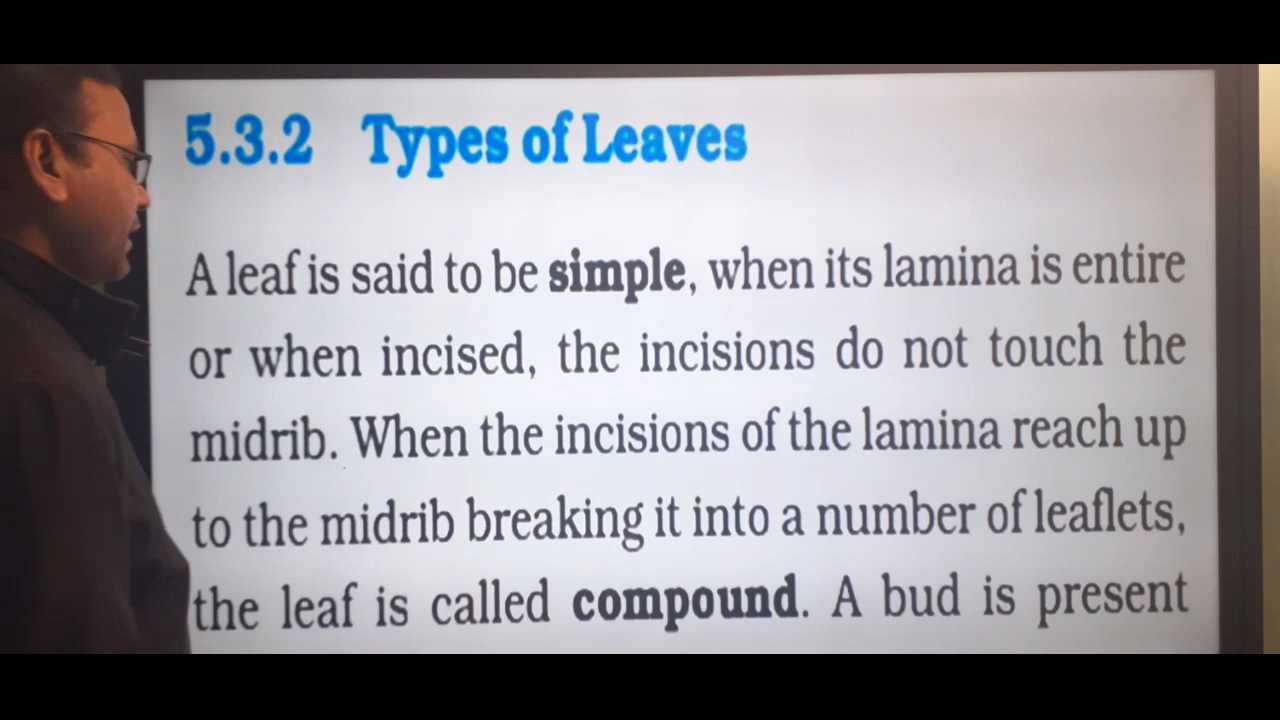 5.3.2 Types of Leaves
A leaf is said to be simple, when its lamina is entire
or when incised, the incisions do not touch the
midrib. When the incisions of the lamina reach up
to the midrib breaking it into a number of leaflets,
the leaf is called compound. A bud is present